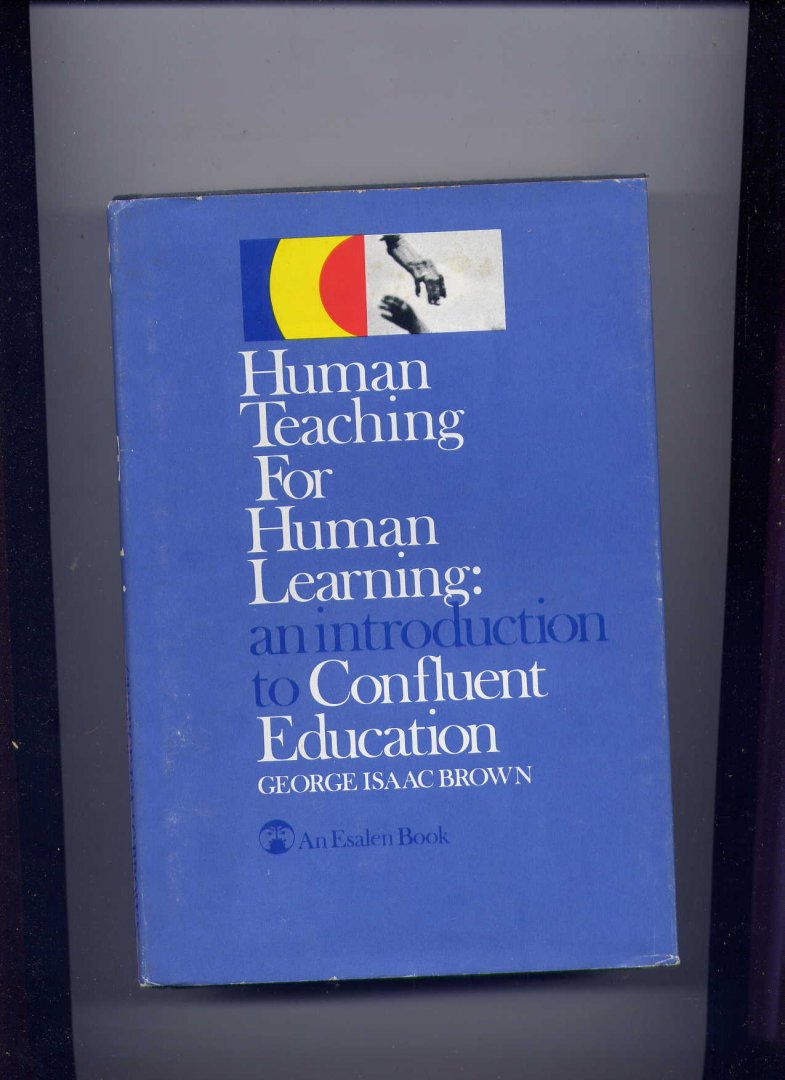 Human
Teaching
For
Human
Learning:
an introduction
to Confluent
Education
GEORGE ISAAC BROWN
An Esalen Book